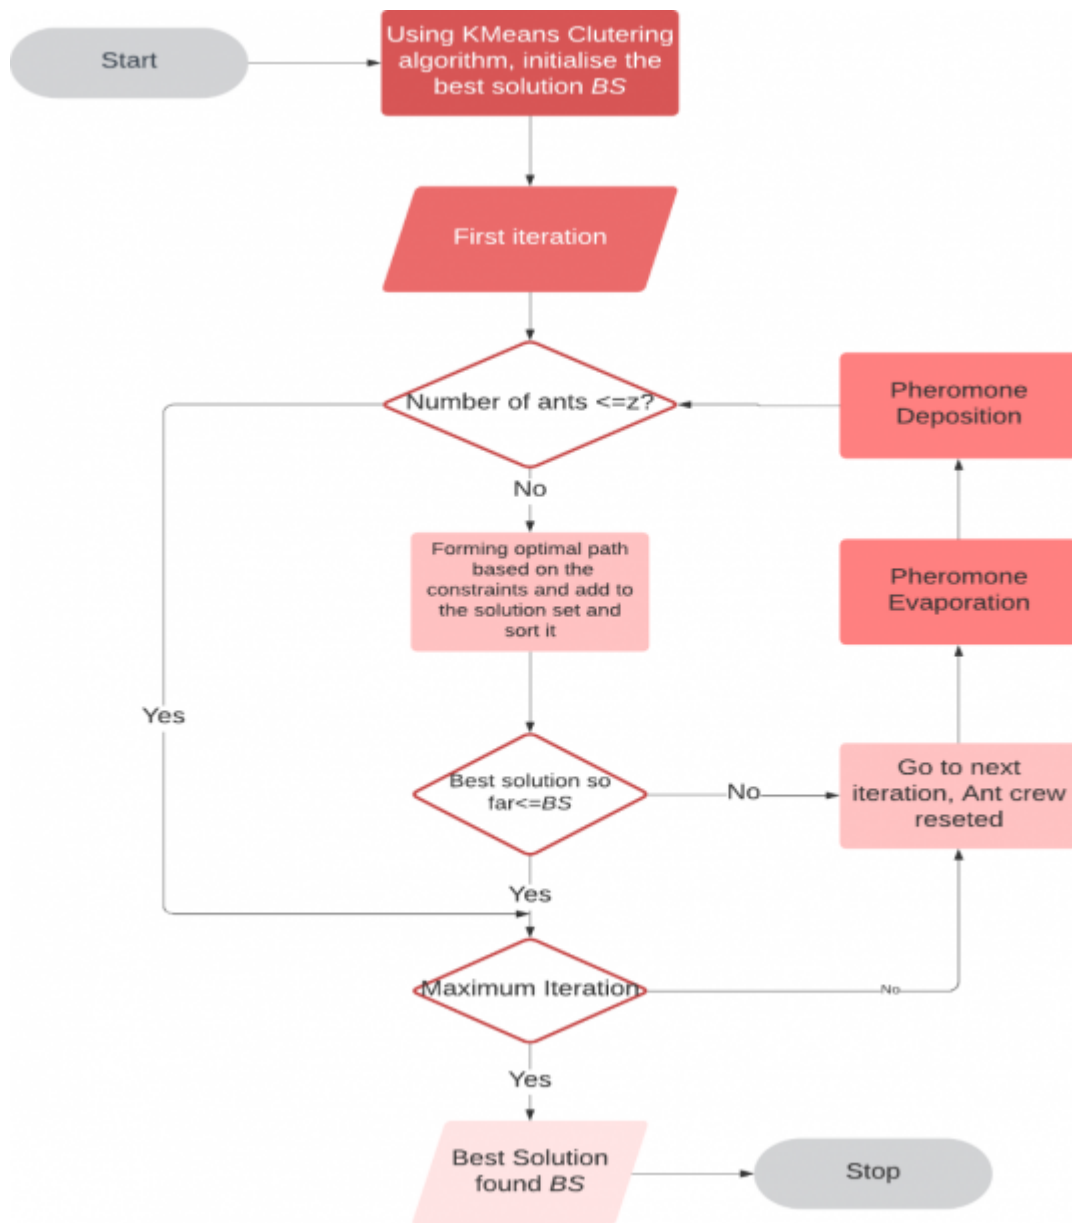 Start
Using KMeans Clutering
algorithm, initialise the
best solution BS
First iteration
Number of ants <=z?
No
Forming optimal path
based on the
constraints and add to
the solution set and
sort it
Yes
Best solution so
far<=BS
No
Go to next
iteration, Ant crew
reseted
Pheromone
Evaporation
Pheromone
Deposition
Yes
Maximum Iteration
No
Yes
Best Solution
found BS
Stop